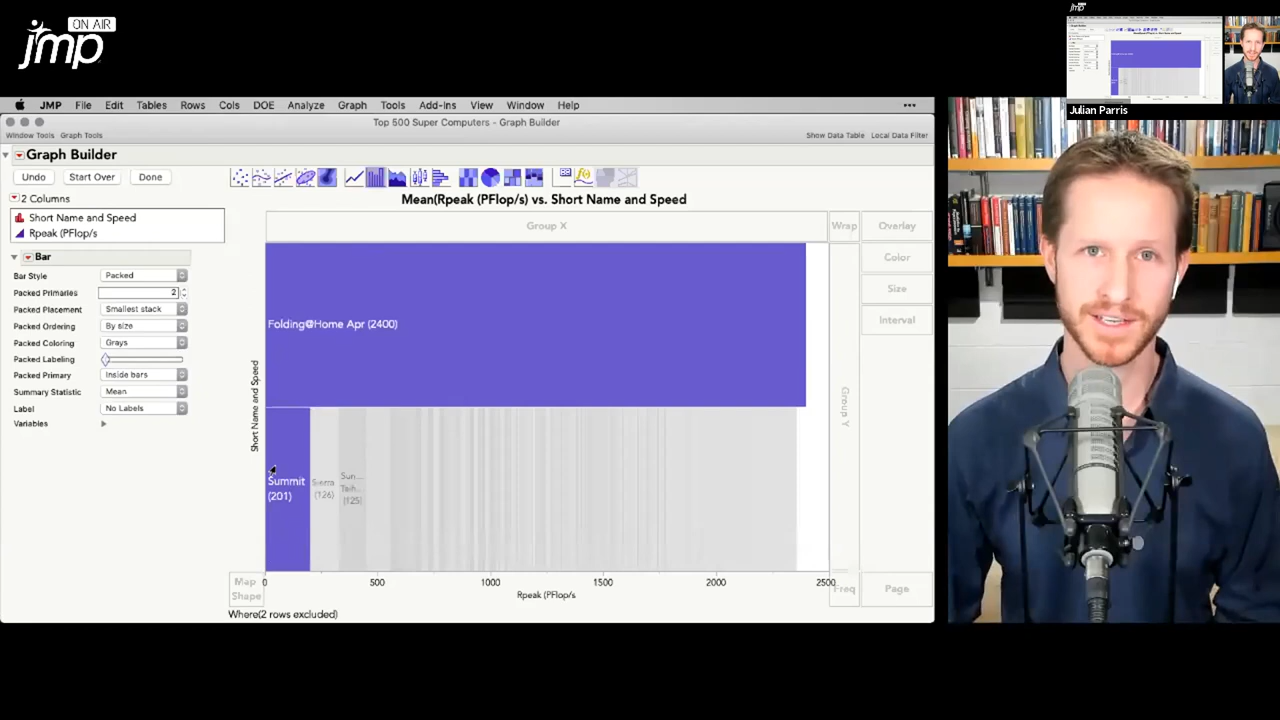 ON AIR
jmp
JMP File Edit Tables Rows Cols DOE Analyze Graph Tools Add-Ins View Window Help
Top 500 Super Computers - Graph Builder
Window Tools Graph Tools Show Data Table Local Data Filter
Graph Builder
Undo Start Over Done
2 Columns
Short Name and Speed
Rpeak (PFlop/s
Bar
Bar Style Packed
Packed Primaries 2
Packed Placement Smallest stack
Packed Ordering By size
Packed Coloring Grays
Packed Labeling
Packed Primary Inside bars
Summary Statistic Mean
Label No Labels
Variables
Mean(Rpeak (PFlop/s) vs. Short Name and Speed
Group X
Wrap
Overlay
Color
Size
Interval
Group Y
Short Name and Speed
Folding@Home Apr (2400)
Summit
(201)
Sierra
(126)
Sun...
Taih...
(125)
0 500 1000 1500 2000 2500
Rpeak (PFlop/s
Map
Shape
Freq
Page
Where(2 rows excluded)
jmp
Julian Parris